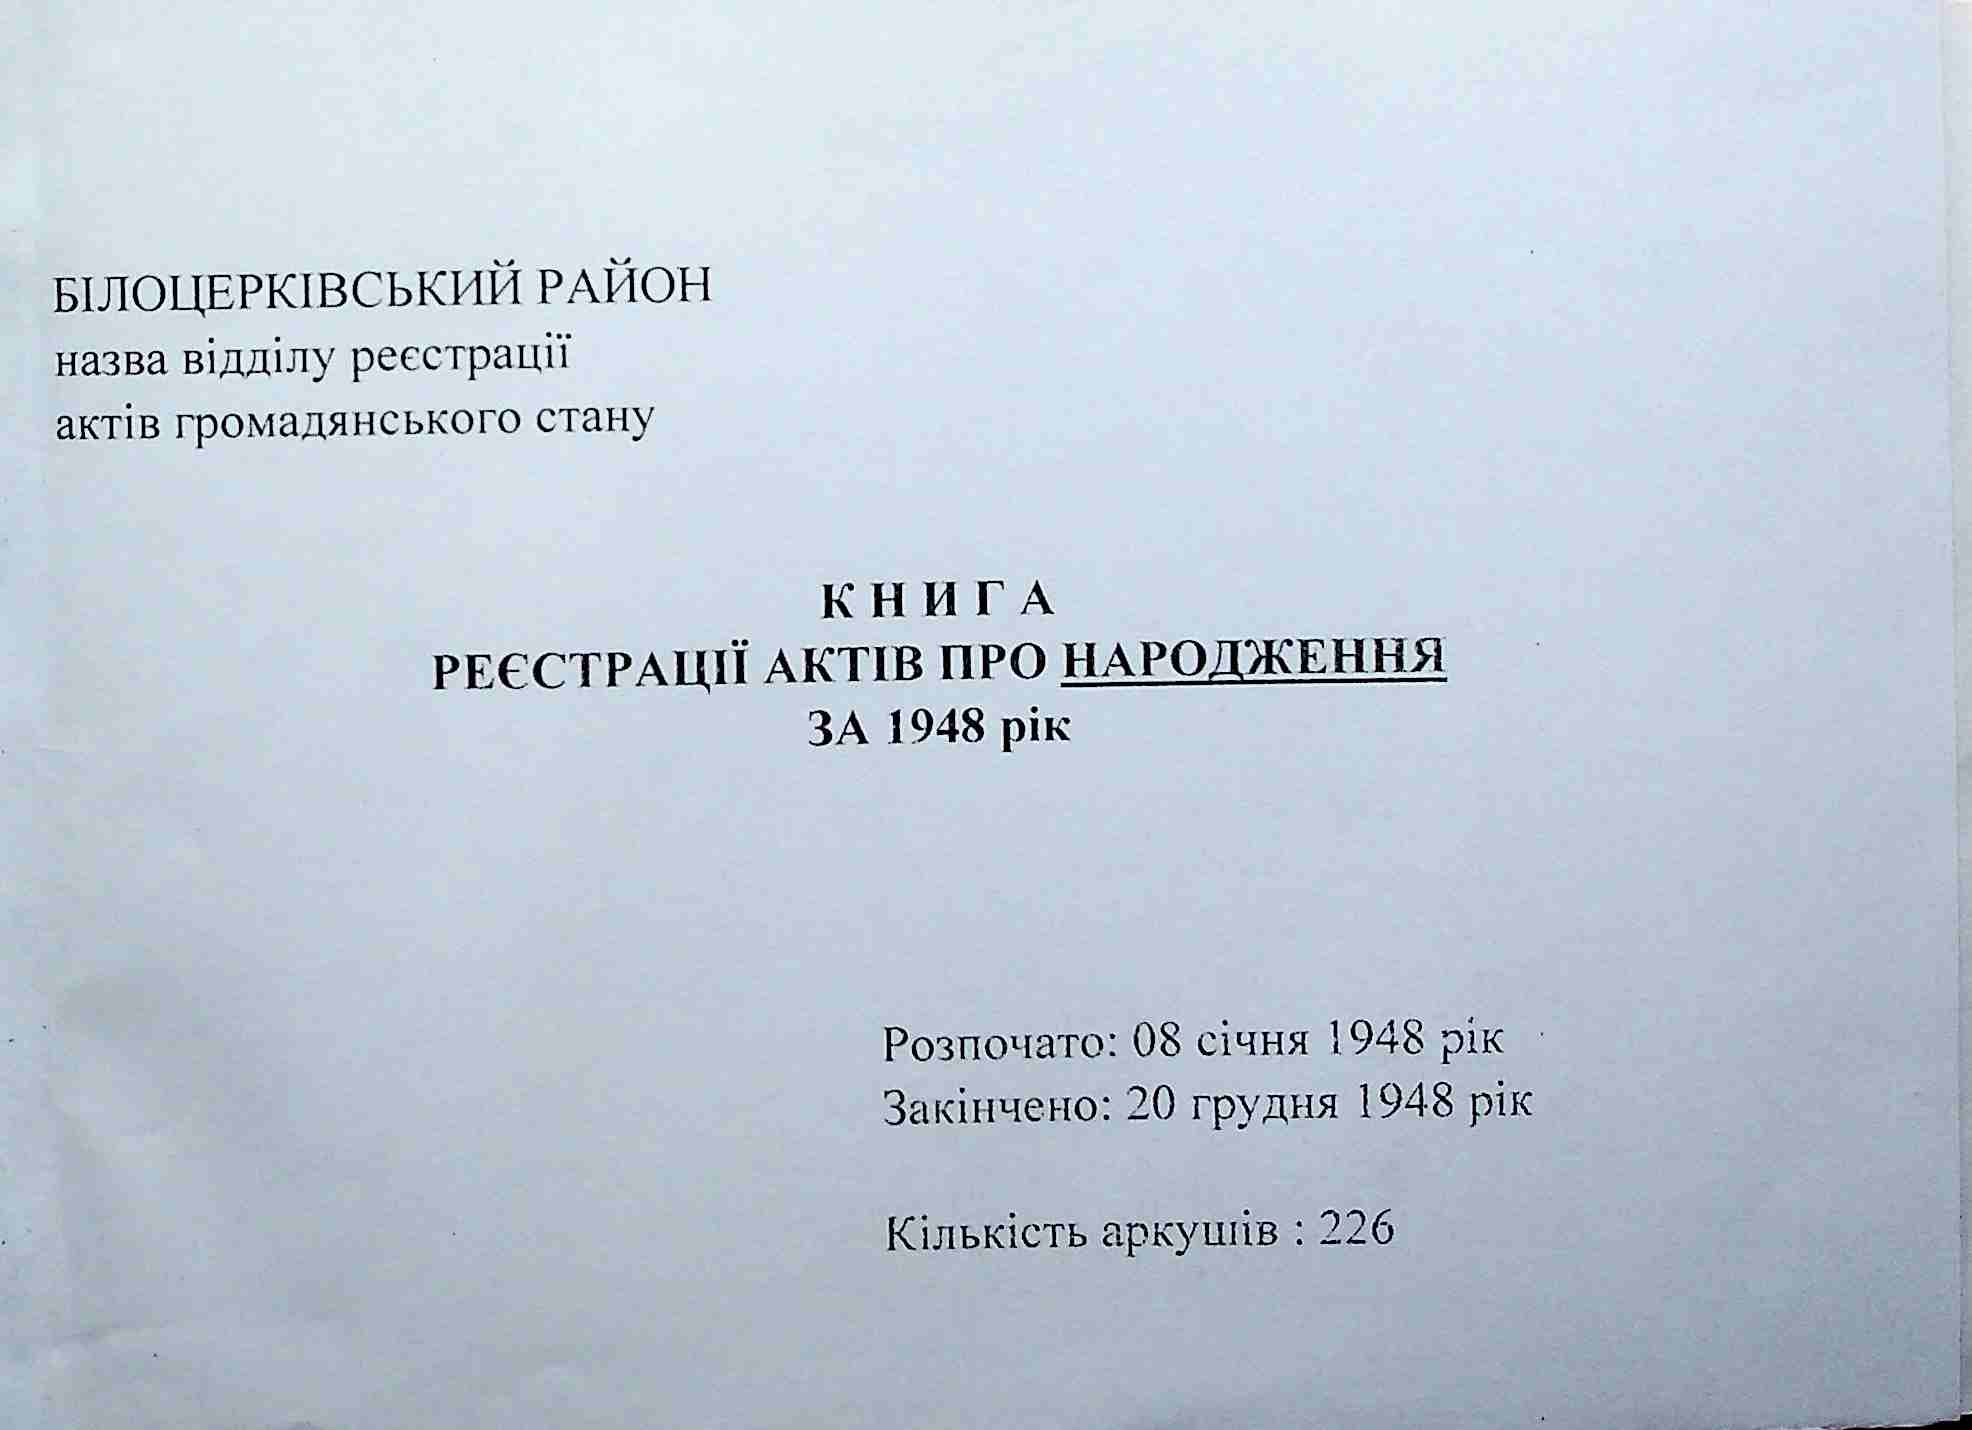 БІЛОЦЕРКІВСЬКИЙ РАЙОН
назва відділу реєстрації
актів громадянського стану
К Н И Г А
РЕЄСТРАЦІЇ АКТІВ ПРО НАРОДЖЕННЯ
ЗА 1948 рік
Розпочато: 08 січня 1948 рік
Закінчено: 20 грудня 1948 рік
Кількість аркушів : 226